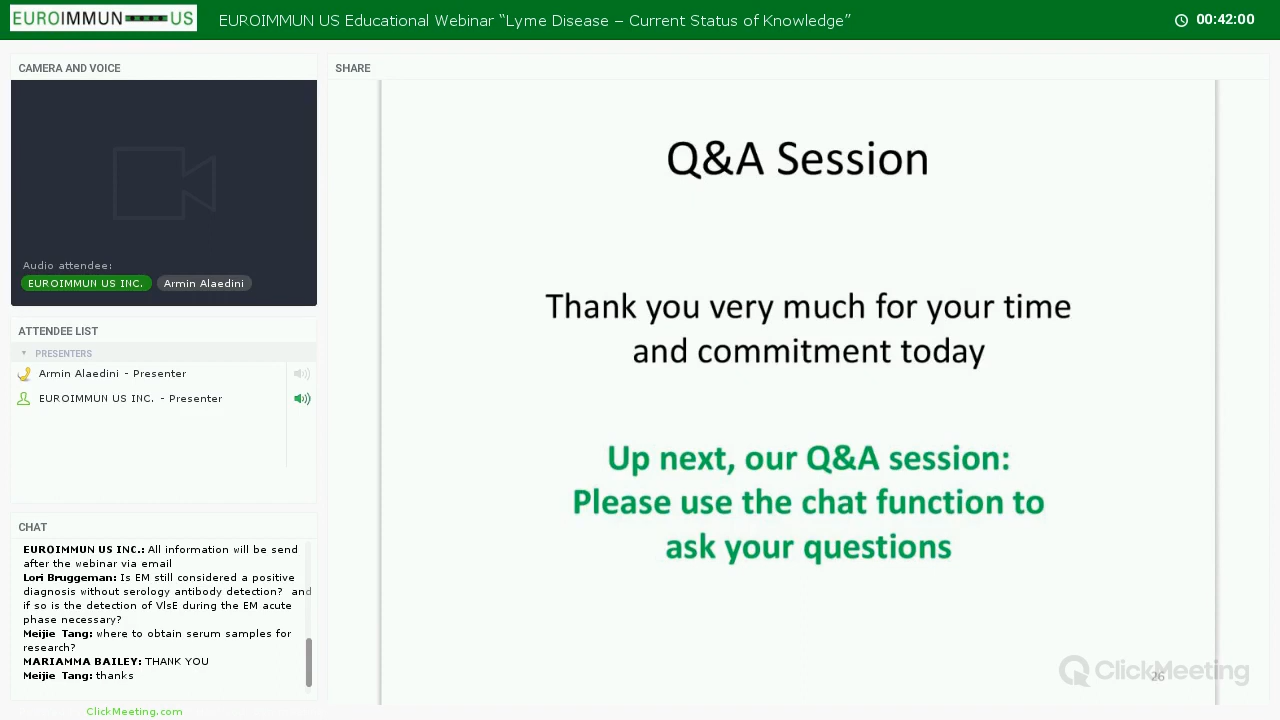 EUROIMMUN US
EUROIMMUN US Educational Webinar “Lyme Disease – Current Status of Knowledge”
00:42:00
CAMERA AND VOICE
Audio attendee:
EUROIMMUN US INC.
Armin Alaedini
ATTENDEE LIST
PRESENTERS
Armin Alaedini - Presenter
EUROIMMUN US INC. - Presenter
CHAT
EUROIMMUN US INC.: All information will be send
after the webinar via email
Lori Bruggeman: Is EM still considered a positive
diagnosis without serology antibody detection? and
if so is the detection of VlsE during the EM acute
phase necessary?
Meijie Tang: where to obtain serum samples for
research?
MARIAMMA BAILEY: THANK YOU
Meijie Tang: thanks
ClickMeeting.com
SHARE
Q&A Session
Thank you very much for your time
and commitment today
Up next, our Q&A session:
Please use the chat function to
ask your questions
26
ClickMeeting